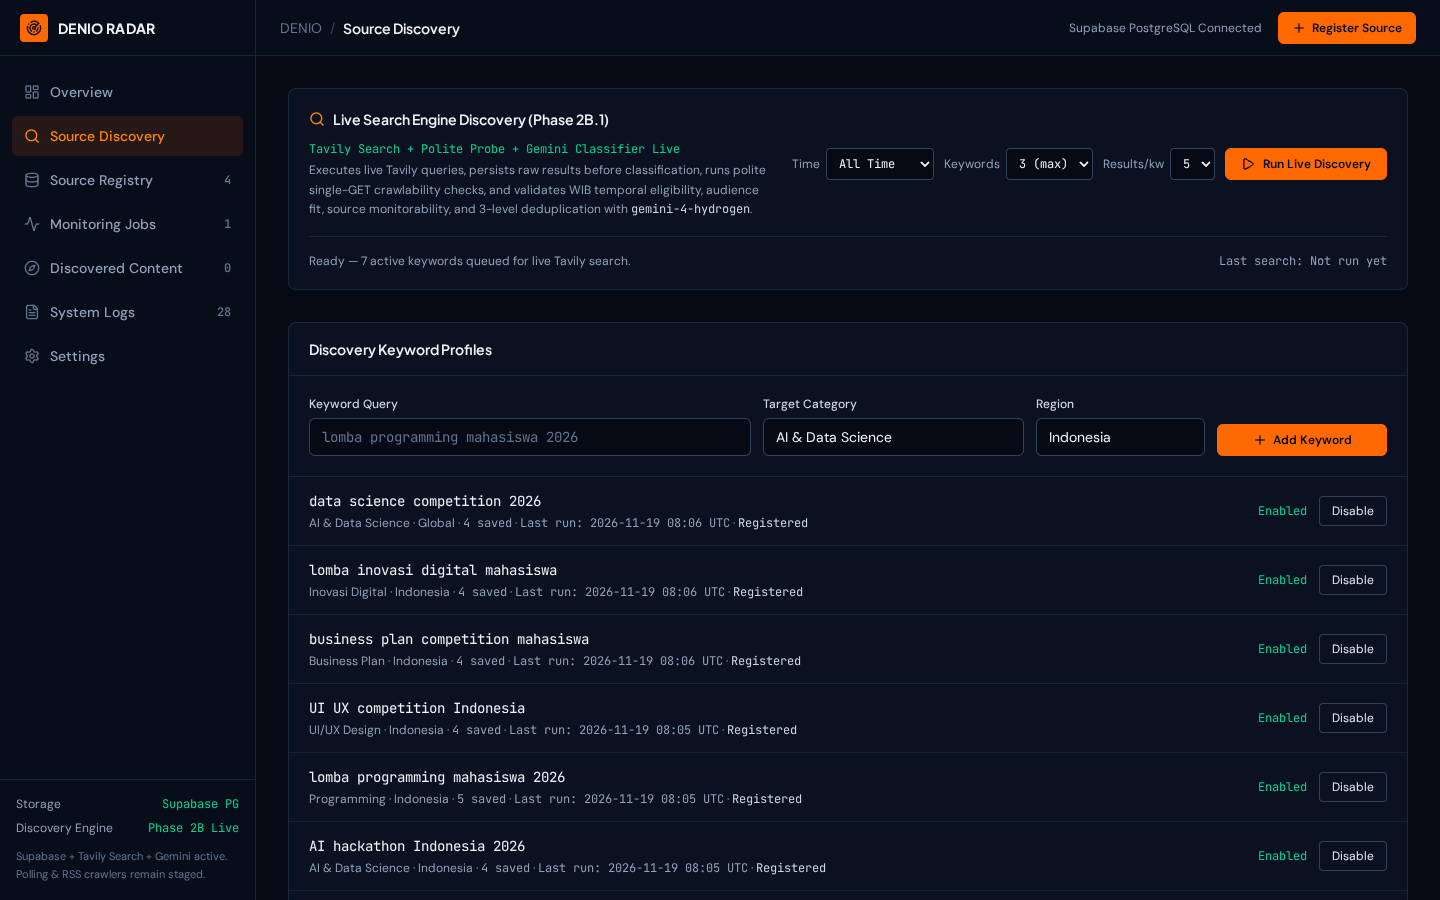 DENIO RADAR
Overview
Source Discovery
Source Registry 4
Monitoring Jobs 1
Discovered Content 0
System Logs 28
Settings
Storage Supabase PG
Discovery Engine Phase 2B Live
Supabase + Tavily Search + Gemini active.
Polling & RSS crawlers remain staged.
DENIO / Source Discovery
Supabase PostgreSQL Connected
+ Register Source
Live Search Engine Discovery (Phase 2B.1)
Tavily Search + Polite Probe + Gemini Classifier Live
Executes live Tavily queries, persists raw results before classification, runs polite
single-GET crawlability checks, and validates WIB temporal eligibility, audience
fit, source monitorability, and 3-level deduplication with gemini-4-hydrogen.
Time All Time Keywords 3 (max) Results/kw 5 Run Live Discovery
Ready — 7 active keywords queued for live Tavily search. Last search: Not run yet
Discovery Keyword Profiles
Keyword Query Target Category Region
lomba programming mahasiswa 2026 AI & Data Science Indonesia + Add Keyword
data science competition 2026
AI & Data Science · Global · 4 saved · Last run: 2026-11-19 08:06 UTC · Registered
Enabled Disable
lomba inovasi digital mahasiswa
Inovasi Digital · Indonesia · 4 saved · Last run: 2026-11-19 08:06 UTC · Registered
Enabled Disable
business plan competition mahasiswa
Business Plan · Indonesia · 4 saved · Last run: 2026-11-19 08:06 UTC · Registered
Enabled Disable
UI UX competition Indonesia
UI/UX Design · Indonesia · 4 saved · Last run: 2026-11-19 08:05 UTC · Registered
Enabled Disable
lomba programming mahasiswa 2026
Programming · Indonesia · 5 saved · Last run: 2026-11-19 08:05 UTC · Registered
Enabled Disable
AI hackathon Indonesia 2026
AI & Data Science · Indonesia · 4 saved · Last run: 2026-11-19 08:05 UTC · Registered
Enabled Disable